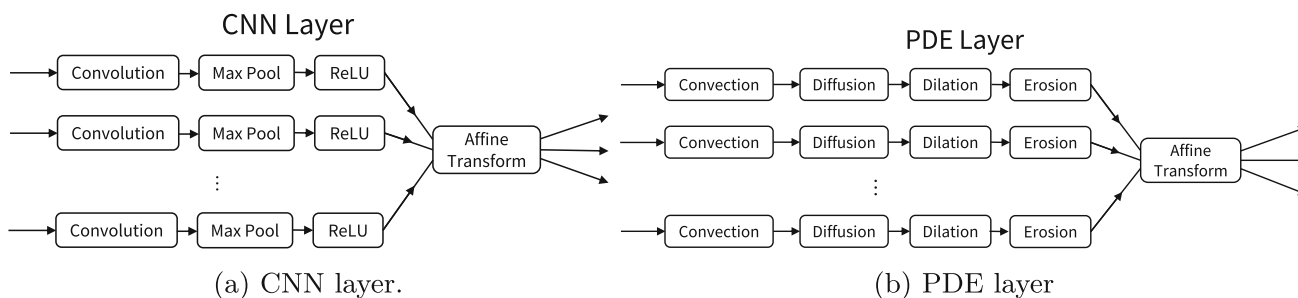 CNN Layer
Convolution Max Pool ReLU
Convolution Max Pool ReLU
Affine
Transform
⋮
Convolution Max Pool ReLU
(a) CNN layer.
PDE Layer
Convection Diffusion Dilation Erosion
Convection Diffusion Dilation Erosion
Affine
Transform
⋮
Convection Diffusion Dilation Erosion
(b) PDE layer